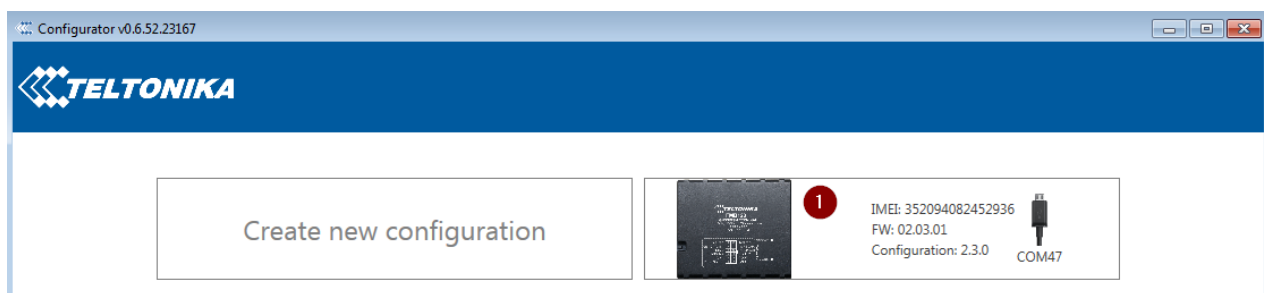 Configurator v0.6.52.23167
TELTONIKA
Create new configuration
TELTONIKA
1
IMEI: 352094082452936
FW: 02.03.01
Configuration: 2.3.0
COM47